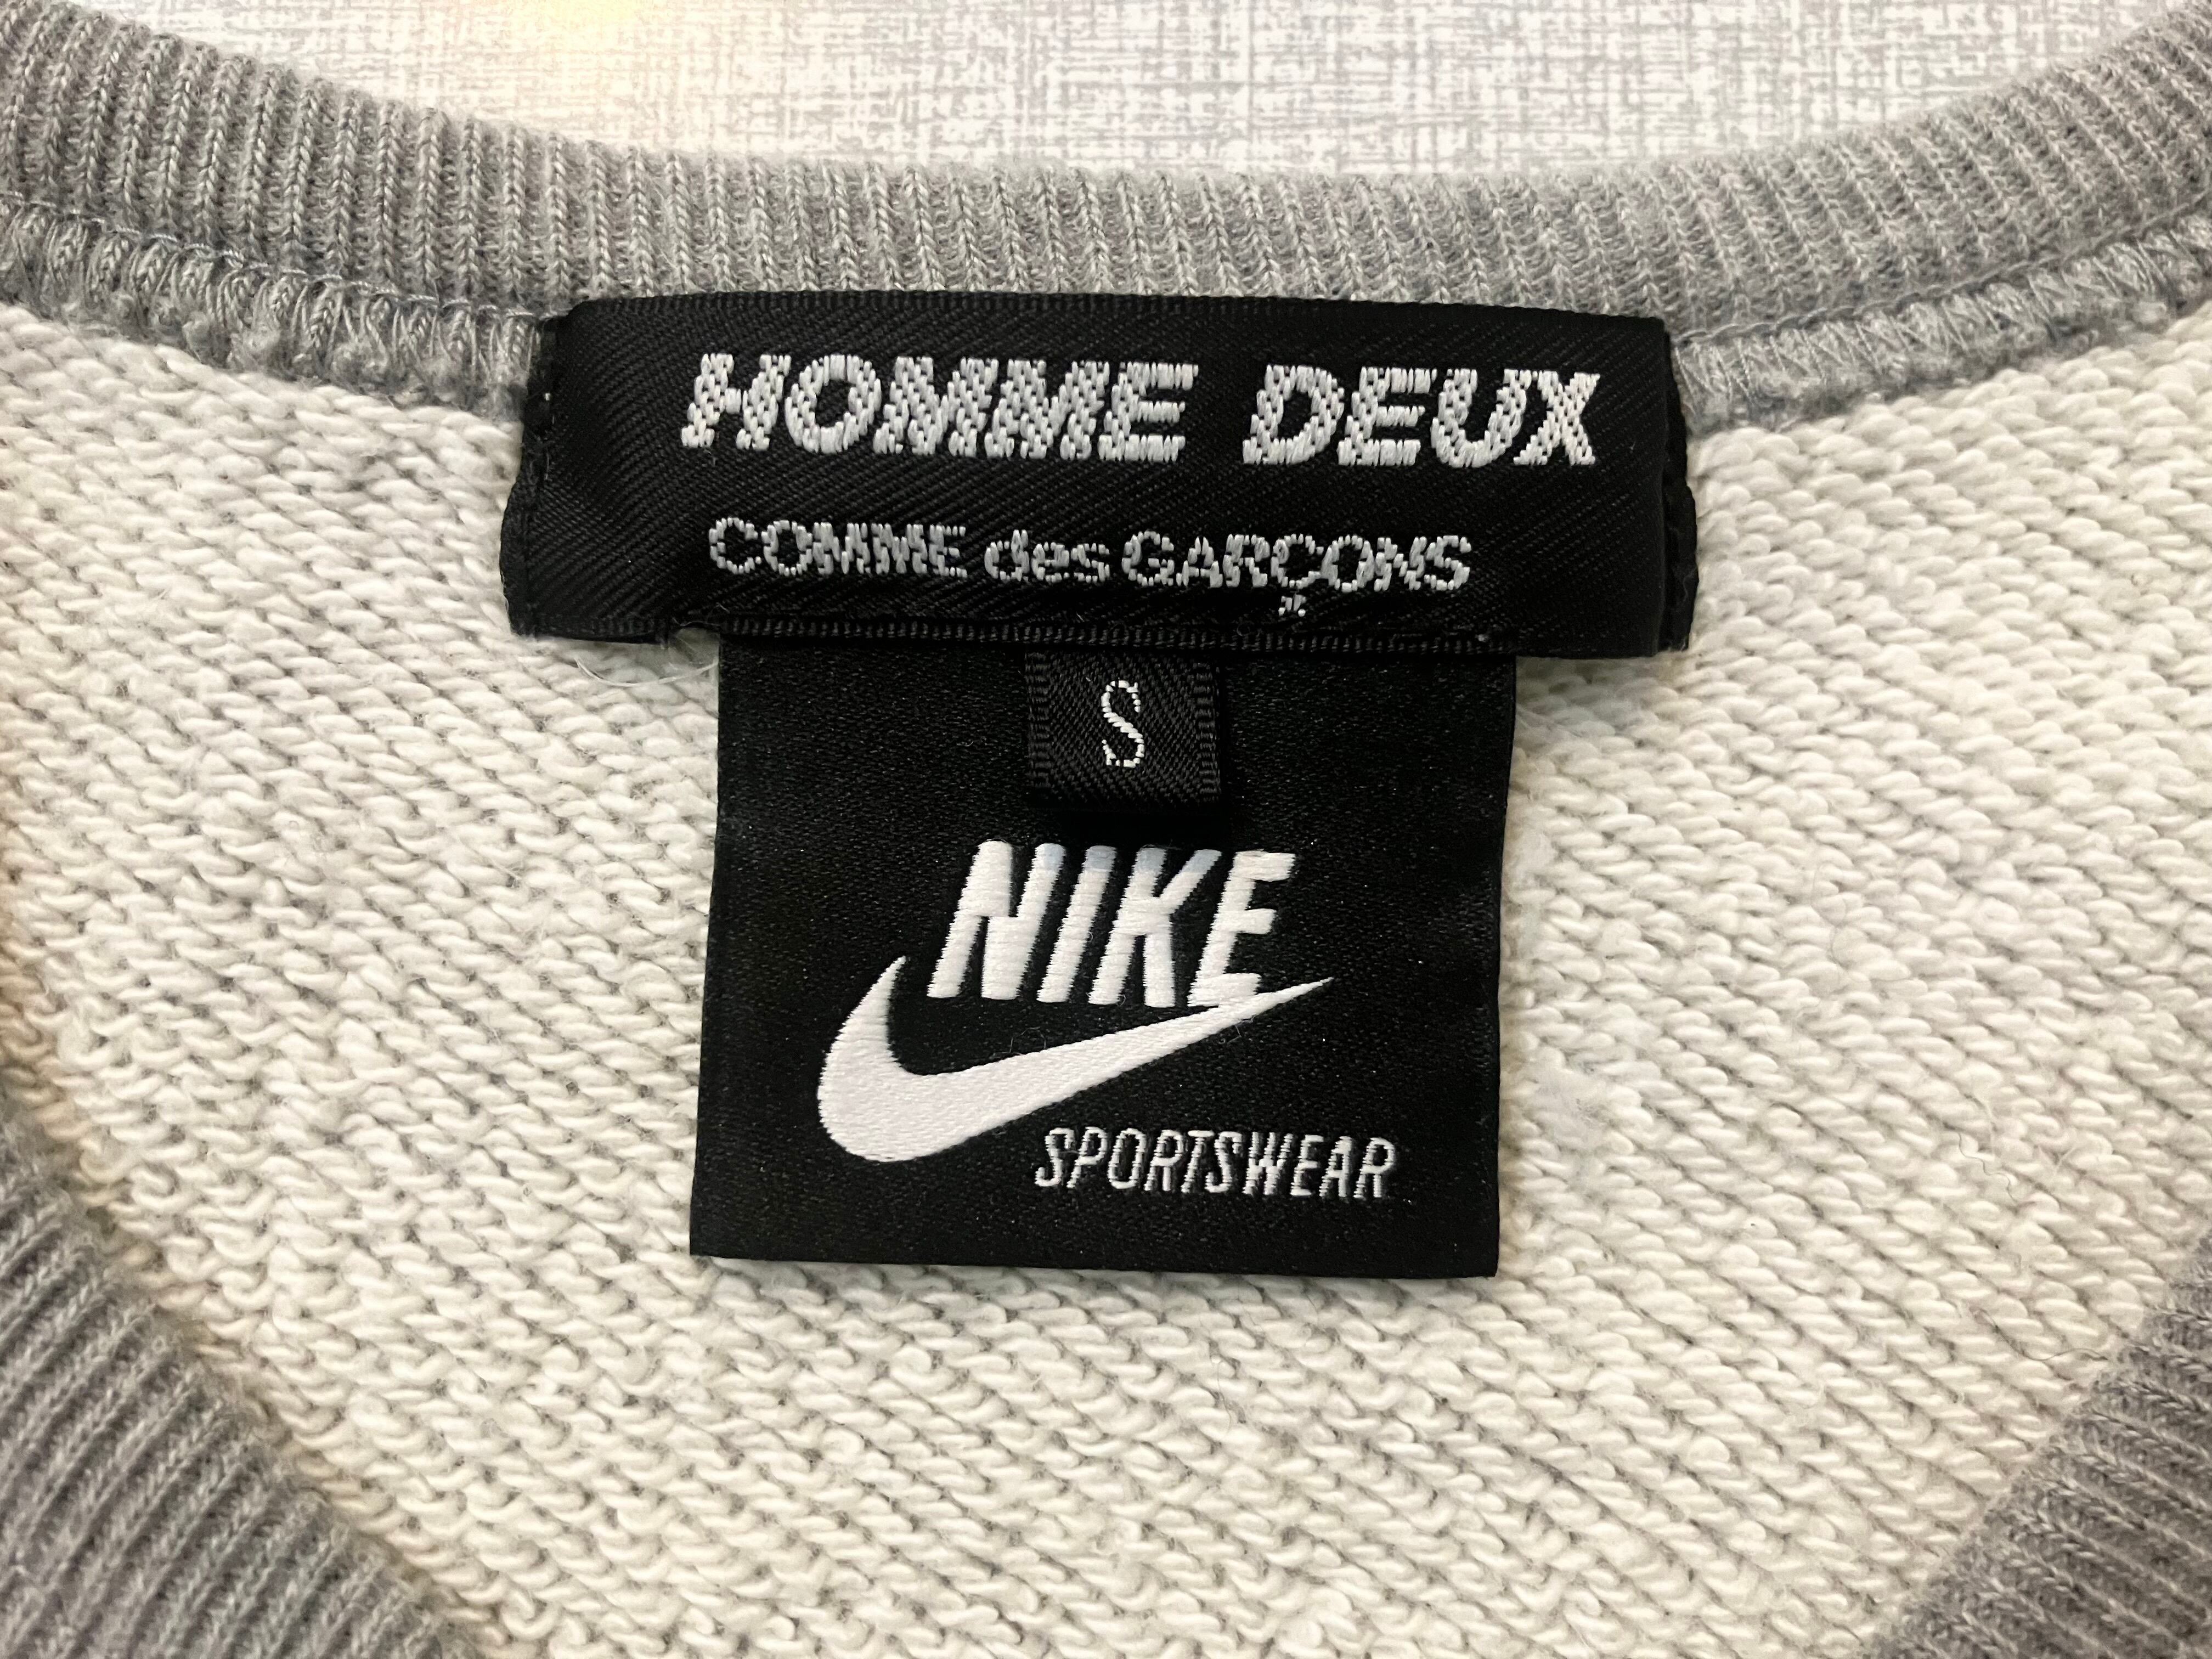 HOMME DEUX
COMME des GARÇONS
S
NIKE
SPORTSWEAR